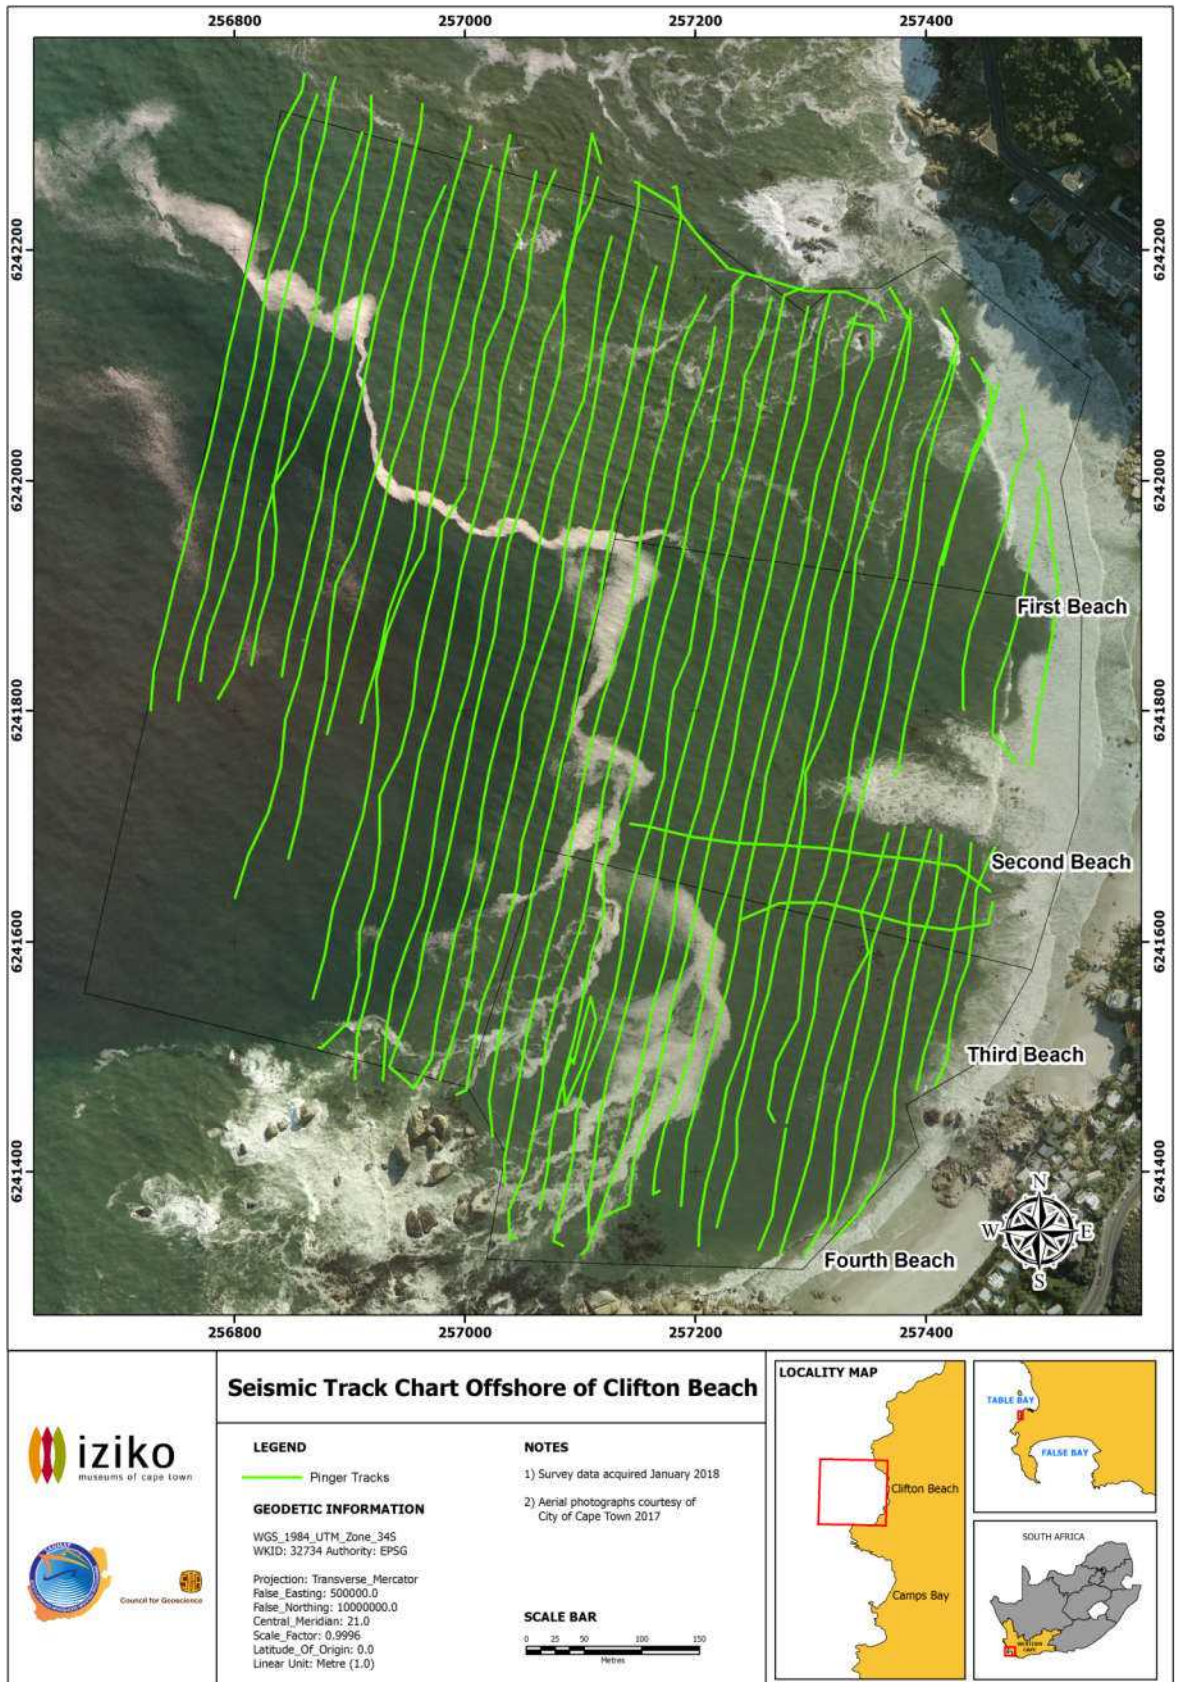 256800 257000 257200 257400
6242200 6242200
6242000 6242000
First Beach
6241800 6241800
Second Beach
6241600 6241600
Third Beach
6241400 6241400
N
W E
S
Fourth Beach
256800 257000 257200 257400
iziko
museums of cape town
Council for Geoscience
Seismic Track Chart Offshore of Clifton Beach
LEGEND
Pinger Tracks
GEODETIC INFORMATION
WGS_1984_UTM_Zone_34S
WKID: 32734 Authority: EPSG
Projection: Transverse_Mercator
False_Easting: 500000.0
False_Northing: 10000000.0
Central_Meridian: 21.0
Scale_Factor: 0.9996
Latitude_Of_Origin: 0.0
Linear Unit: Metre (1.0)
NOTES
1) Survey data acquired January 2018
2) Aerial photographs courtesy of
City of Cape Town 2017
SCALE BAR
0 25 50 100 150
Metres
LOCALITY MAP
Clifton Beach
Camps Bay
TABLE BAY
FALSE BAY
SOUTH AFRICA